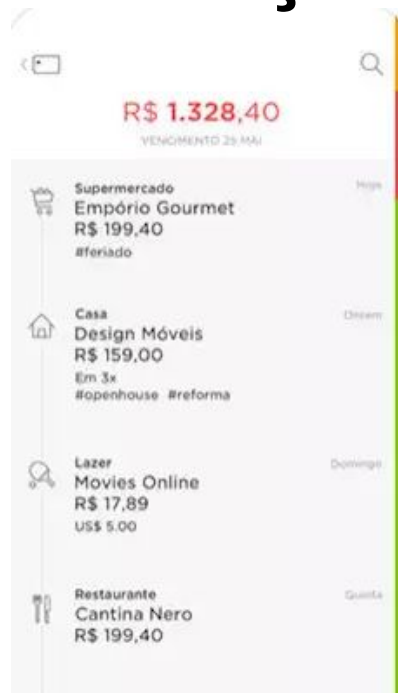 R$ 1.328,40
VENCIMENTO 25 MAI
Supermercado
Hoje
Empório Gourmet
R$ 199,40
#feriado
Casa
Ontem
Design Móveis
R$ 159,00
Em 3x
#openhouse #reforma
Lazer
Domingo
Movies Online
R$ 17,89
US$ 5.00
Restaurante
Quinta
Cantina Nero
R$ 199,40